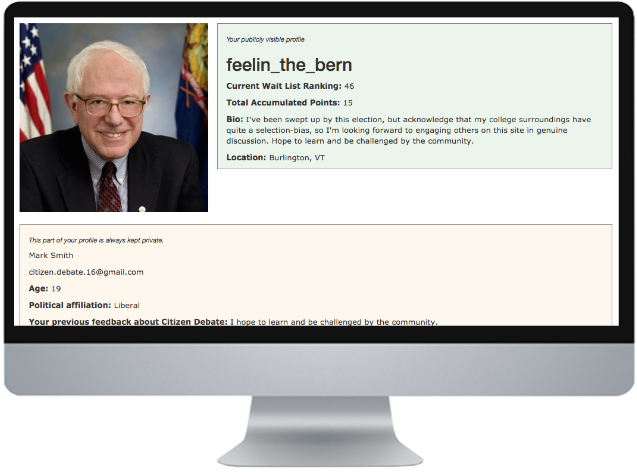 Your publicly visible profile
feelin_the_bern
Current Wait List Ranking: 46
Total Accumulated Points: 15
Bio: I've been swept up by this election, but acknowledge that my college surroundings have
quite a selection-bias, so I'm looking forward to engaging others on this site in genuine
discussion. Hope to learn and be challenged by the community.
Location: Burlington, VT
This part of your profile is always kept private.
Mark Smith
citizen.debate.16@gmail.com
Age: 19
Political affiliation: Liberal
Your previous feedback about Citizen Debate: I hope to learn and be challenged by the community.